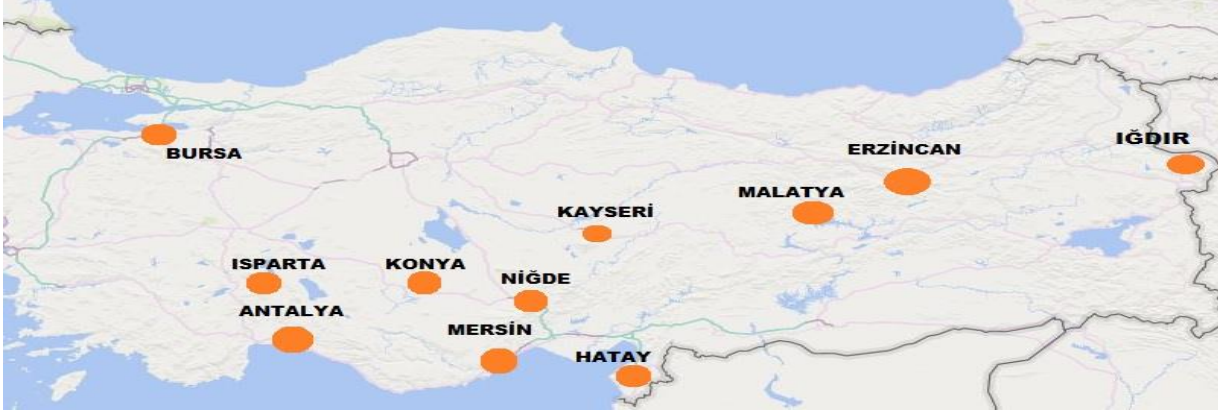 IĞDIR
ERZİNCAN
BURSA
MALATYA
KAYSERİ
ISPARTA
KONYA
NİĞDE
ANTALYA
MERSİN
HATAY